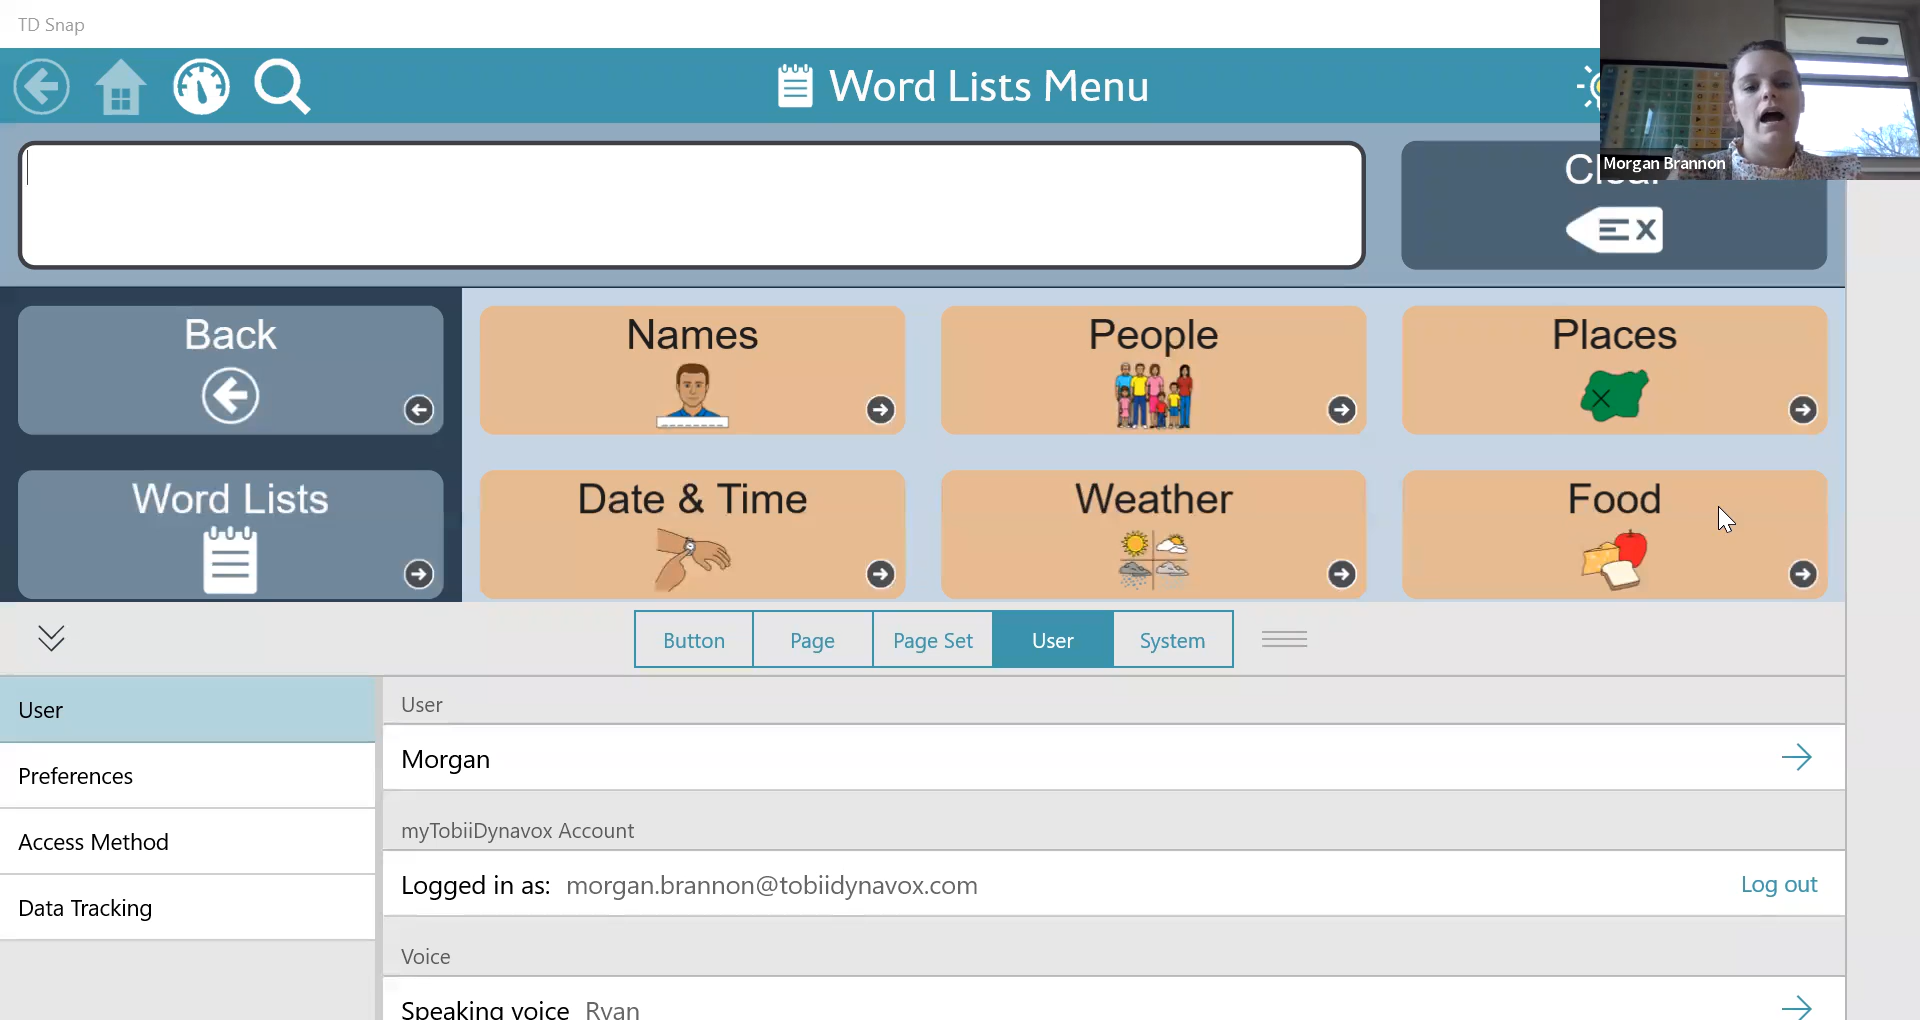 TD Snap
Word Lists Menu
Morgan Brannon
Clear
Back
Names
People
Places
Word Lists
Date & Time
Weather
Food
Button
Page
Page Set
User
System
User
User
Preferences
Morgan
myTobiiDynavox Account
Access Method
Logged in as: morgan.brannon@tobiidynavox.com
Log out
Data Tracking
Voice
Speaking voice Ryan